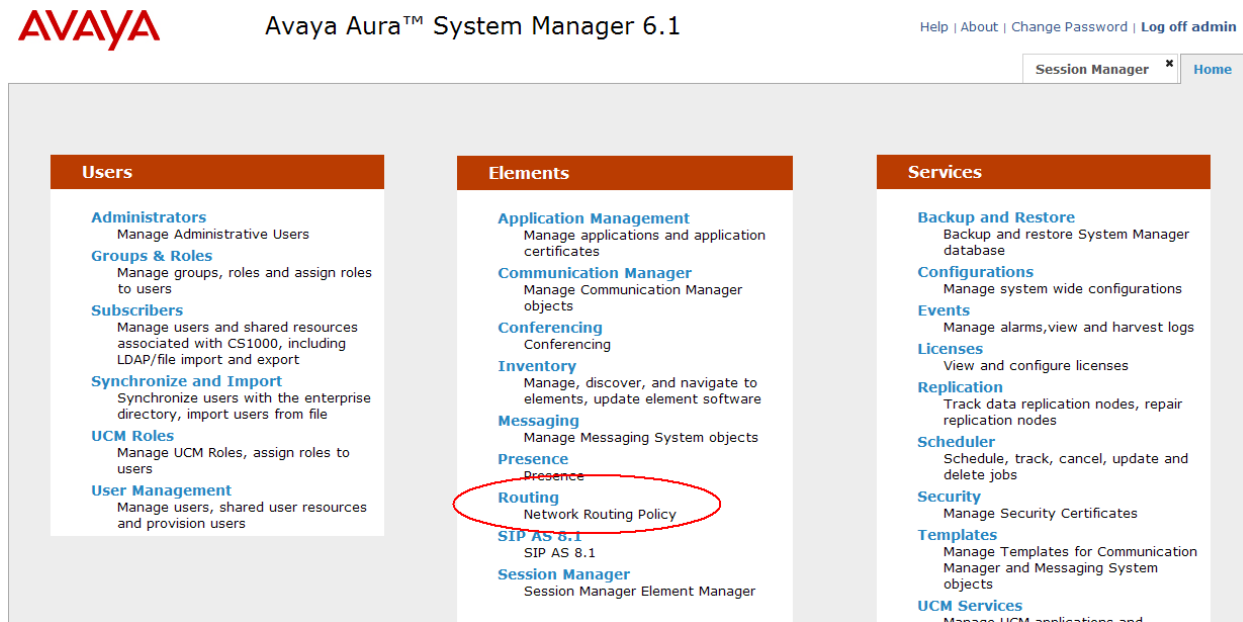 AVAYA
Avaya Aura™ System Manager 6.1
Help | About | Change Password | Log off admin
Session Manager ×
Home
Users
Administrators
Manage Administrative Users
Groups & Roles
Manage groups, roles and assign roles
to users
Subscribers
Manage users and shared resources
associated with CS1000, including
LDAP/file import and export
Synchronize and Import
Synchronize users with the enterprise
directory, import users from file
UCM Roles
Manage UCM Roles, assign roles to
users
User Management
Manage users, shared user resources
and provision users
Elements
Application Management
Manage applications and application
certificates
Communication Manager
Manage Communication Manager
objects
Conferencing
Conferencing
Inventory
Manage, discover, and navigate to
elements, update element software
Messaging
Manage Messaging System objects
Presence
Presence
Routing
Network Routing Policy
SIP AS 8.1
SIP AS 8.1
Session Manager
Session Manager Element Manager
Services
Backup and Restore
Backup and restore System Manager
database
Configurations
Manage system wide configurations
Events
Manage alarms,view and harvest logs
Licenses
View and configure licenses
Replication
Track data replication nodes, repair
replication nodes
Scheduler
Schedule, track, cancel, update and
delete jobs
Security
Manage Security Certificates
Templates
Manage Templates for Communication
Manager and Messaging System
objects
UCM Services
Manage UCM applications and